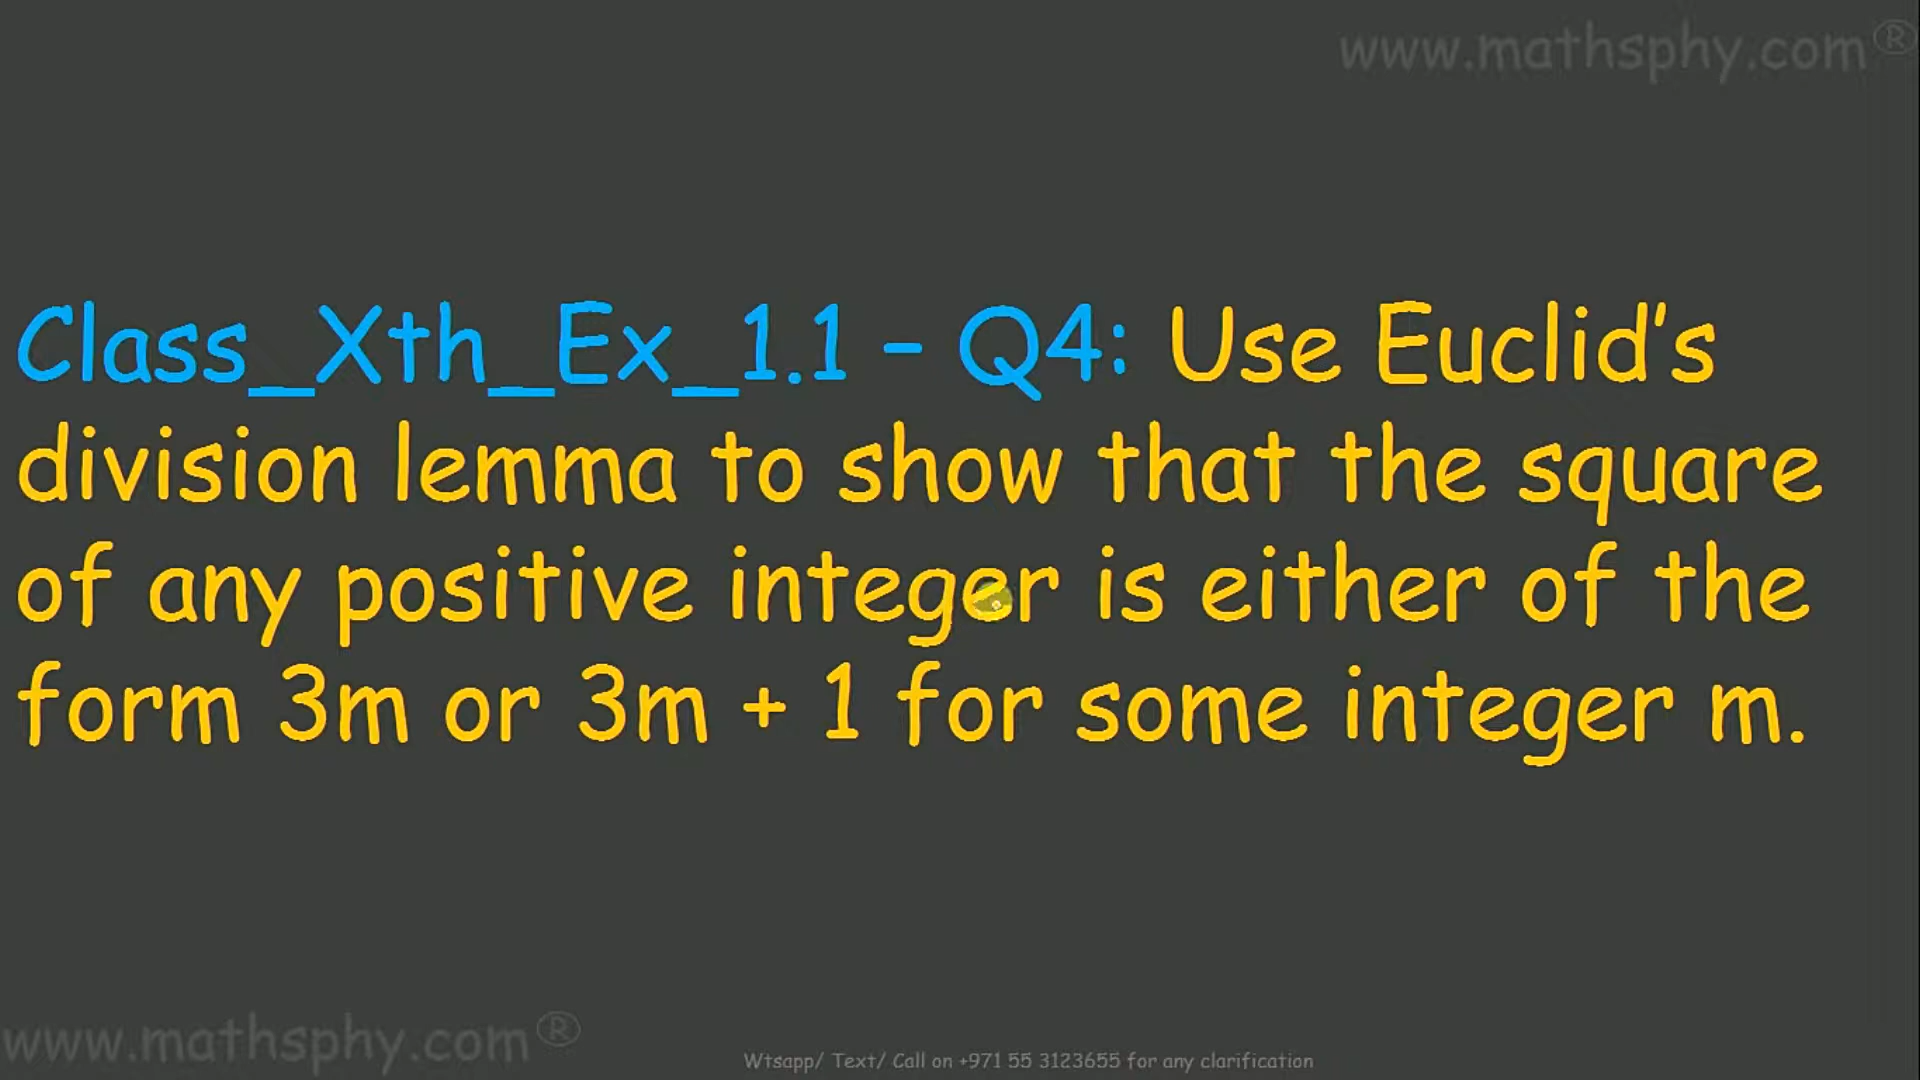 www.mathsphy.com®
Class_Xth_Ex_1.1 – Q4: Use Euclid’s
division lemma to show that the square
of any positive integer is either of the
form 3m or 3m + 1 for some integer m.
www.mathsphy.com®
Wtsapp/ Text/ Call on +971 55 3123655 for any clarification